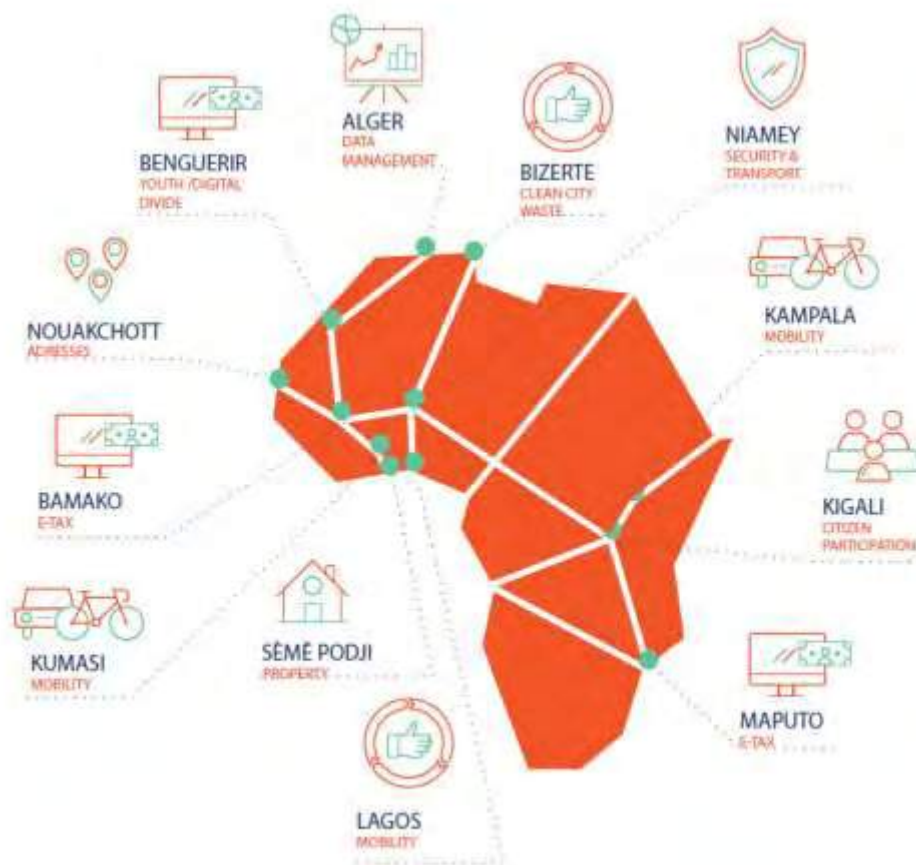 ALGER
DATA
MANAGEMENT
BENGUERIR
YOUTH /DIGITAL
DIVIDE
BIZERTE
CLEAN CITY
WASTE
NIAMEY
SECURITY &
TRANSPORT
NOUAKCHOTT
ADRESSES
KAMPALA
MOBILITY
BAMAKO
E-TAX
KIGALI
CITIZEN
PARTICIPATION
KUMASI
MOBILITY
SÈMÈ PODJI
PROPERTY
MAPUTO
E-TAX
LAGOS
MOBILITY